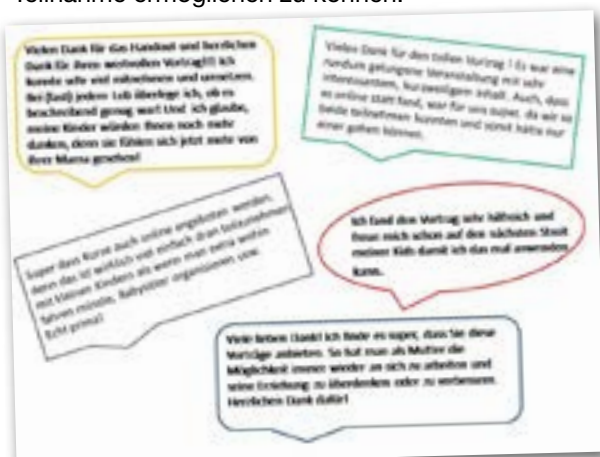 Teilnahme ermöglichen zu können.
Vielen Dank für das Handout und herzlichen
Dank für Ihren wertvollen Vortrag!!! Ich
konnte sehr viel mitnehmen und umsetzen.
Bei (fast) jedem Lob überlege ich, ob es
beschreibend genug war! Und ich glaube,
meine Kinder würden Ihnen noch mehr
danken, denn sie fühlen sich jetzt mehr von
ihrer Mama gesehen!
Vielen Dank für den tollen Vortrag ! Es war eine
rundum gelungene Veranstaltung mit sehr
interessantem, kurzweiligem Inhalt. Auch, dass
es online statt fand, war für uns super, da wir so
beide teilnehmen konnten und somit hätte nur
einer gehen können.
Super dass Kurse auch online angeboten werden,
denn das ist wirklich viel einfach dran teilzunehmen
mit kleinen Kindern als wenn man extra wohin
fahren müsste, Babysitter organisieren usw.
Echt prima!
Ich fand den Vortrag sehr hilfreich und
freue mich schon auf den nächsten Streit
meiner Kids damit ich das mal anwenden
kann.
Viele lieben Dank! Ich finde es super, dass Sie diese
Vorträge anbieten. So hat man als Mutter die
Möglichkeit immer wieder an sich zu arbeiten und
seine Erziehung zu überdenken oder zu verbessern.
Herzlichen Dank dafür!